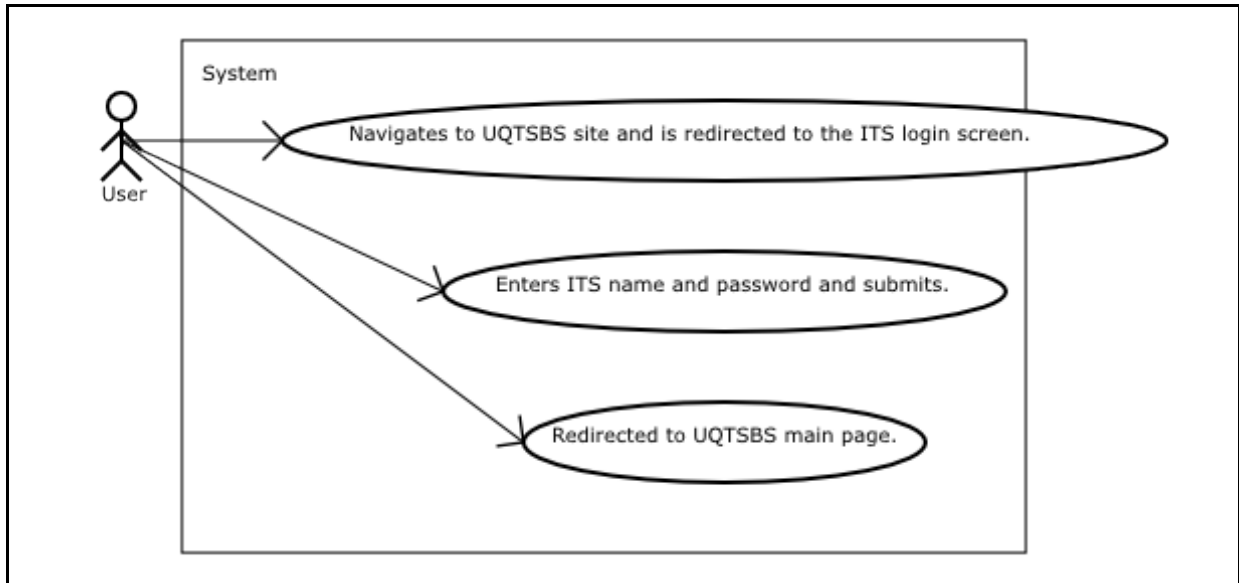 System
Navigates to UQTSBS site and is redirected to the ITS login screen.
User
Enters ITS name and password and submits.
Redirected to UQTSBS main page.